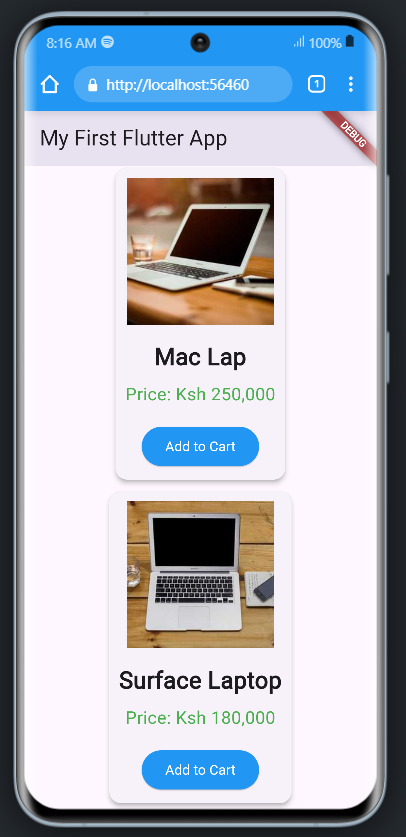 8:16 AM
100%
http://localhost:56460
1
My First Flutter App
DEBUG
Mac Lap
Price: Ksh 250,000
Add to Cart
Surface Laptop
Price: Ksh 180,000
Add to Cart